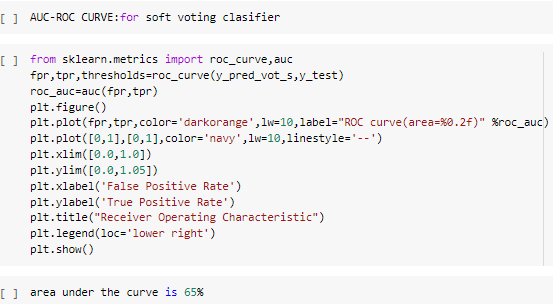 [ ] AUC-ROC CURVE:for soft voting clasifier
[ ] from sklearn.metrics import roc_curve,auc
fpr,tpr,thresholds=roc_curve(y_pred_vot_s,y_test)
roc_auc=auc(fpr,tpr)
plt.figure()
plt.plot(fpr,tpr,color='darkorange',lw=10,label="ROC curve(area=%0.2f)" %roc_auc)
plt.plot([0,1],[0,1],color='navy',lw=10,linestyle='--')
plt.xlim([0.0,1.0])
plt.ylim([0.0,1.05])
plt.xlabel('False Positive Rate')
plt.ylabel('True Positive Rate')
plt.title("Receiver Operating Characteristic")
plt.legend(loc='lower right')
plt.show()
[ ] area under the curve is 65%